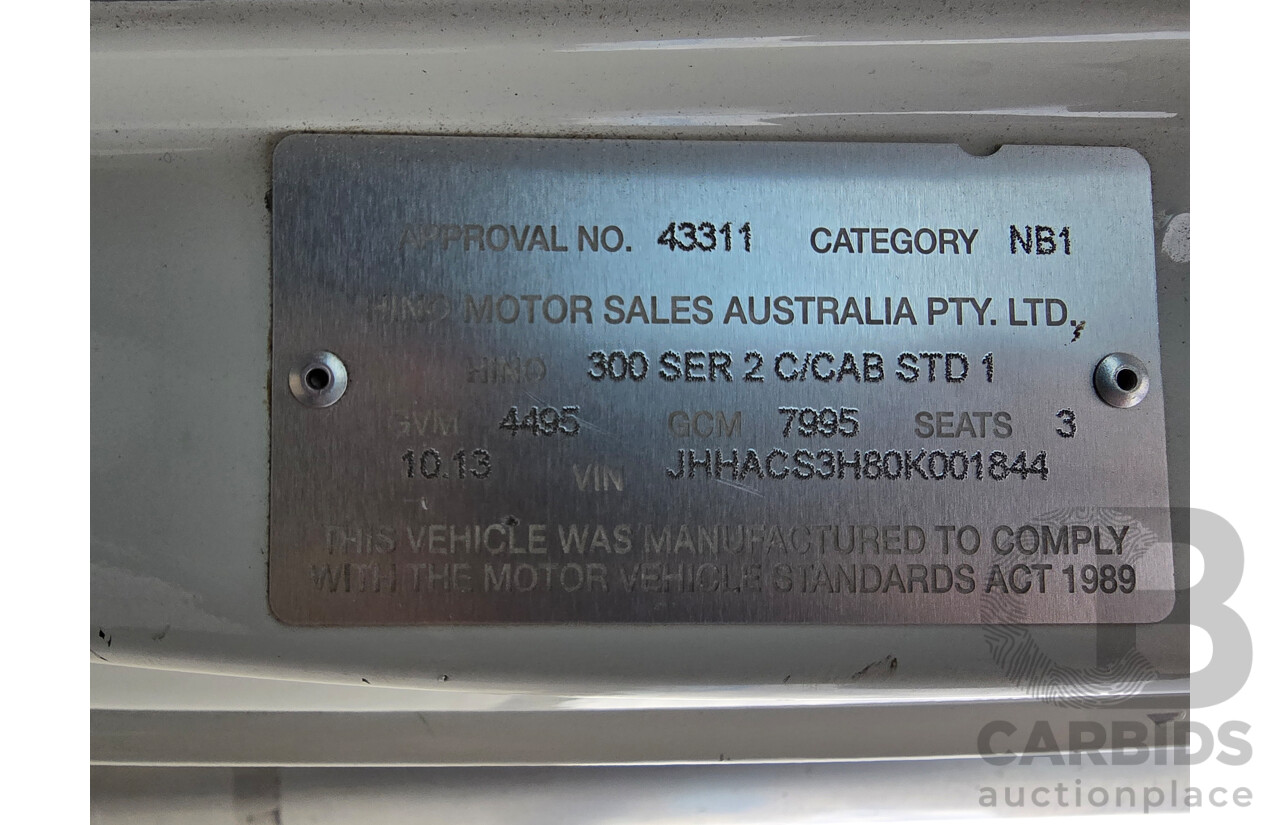 APPROVAL NO. 43311 CATEGORY NB1
HINO MOTOR SALES AUSTRALIA PTY. LTD.
HINO 300 SER 2 C/CAB STD 1
GVM 4495 GCM 7995 SEATS 3
10.13 VIN JHHACS3H80K001844
THIS VEHICLE WAS MANUFACTURED TO COMPLY
WITH THE MOTOR VEHICLE STANDARDS ACT 1989
B
CARBIDS
auctionplace